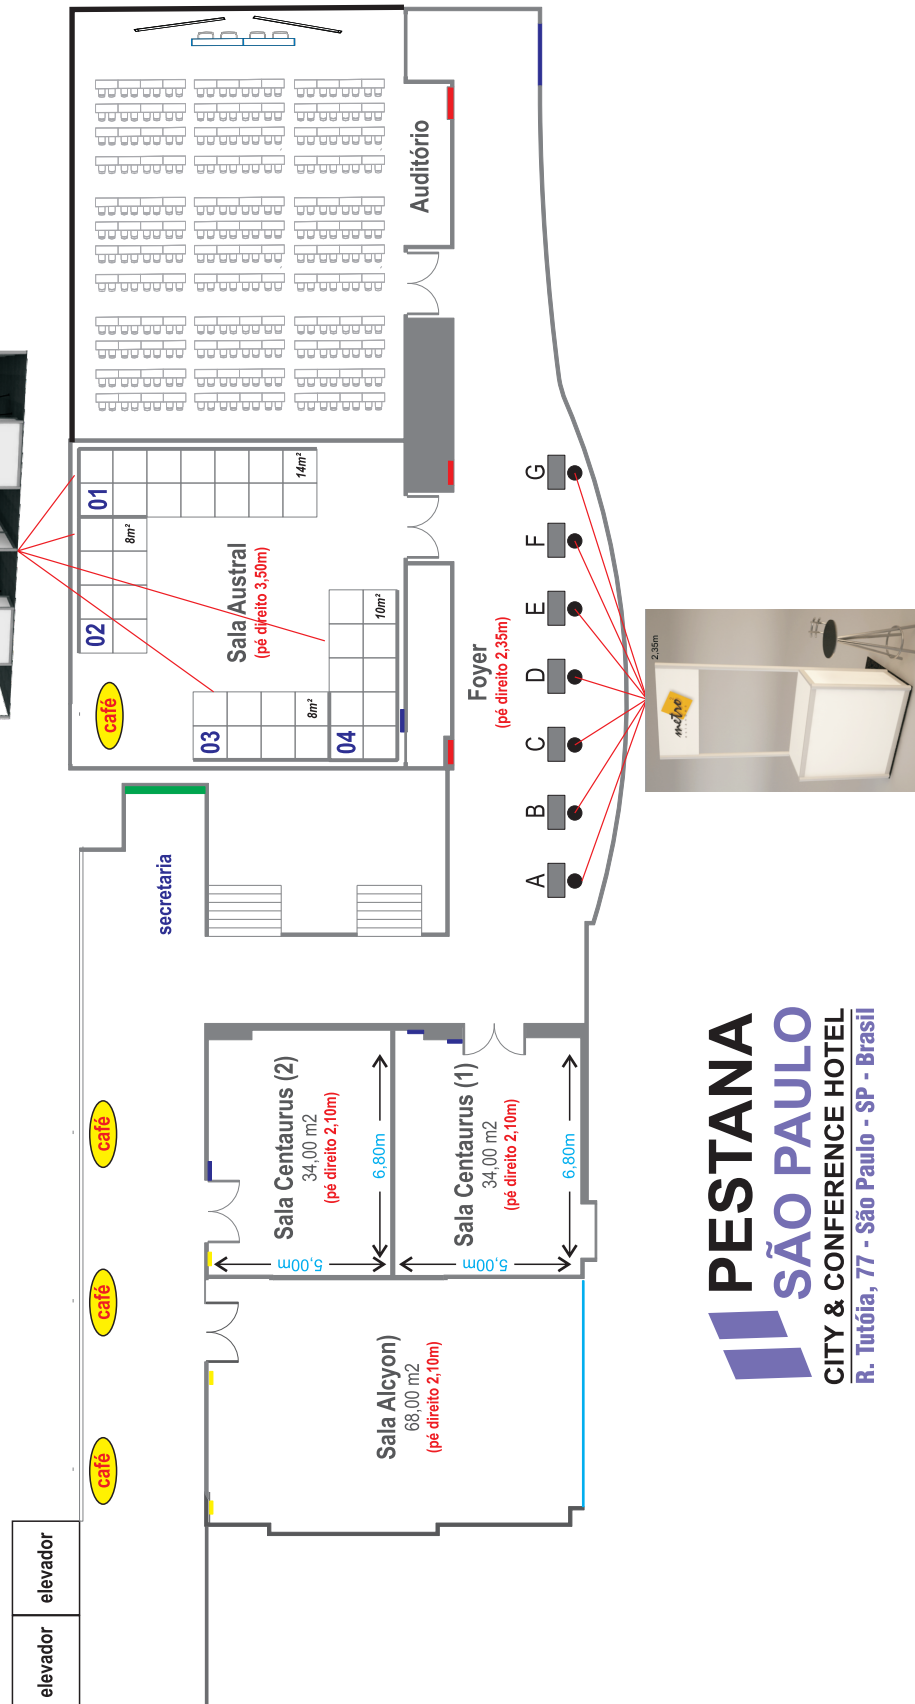 Auditório
01
14m²
8m²
02
Sala Austral
(pé direito 3,50m)
10m²
café
03
8m²
04
Foyer
(pé direito 2,35m)
G
F
E
D
C
B
A
2,35m
metro
secretaria
café
café
café
Sala Centaurus (2)
34,00 m2
(pé direito 2,10m)
6,80m
5,00m
Sala Centaurus (1)
34,00 m2
(pé direito 2,10m)
6,80m
5,00m
Sala Alcyon)
68,00 m2
(pé direito 2,10m)
elevador
elevador
PESTANA
SÃO PAULO
CITY & CONFERENCE HOTEL
R. Tutóia, 77 - São Paulo - SP - Brasil